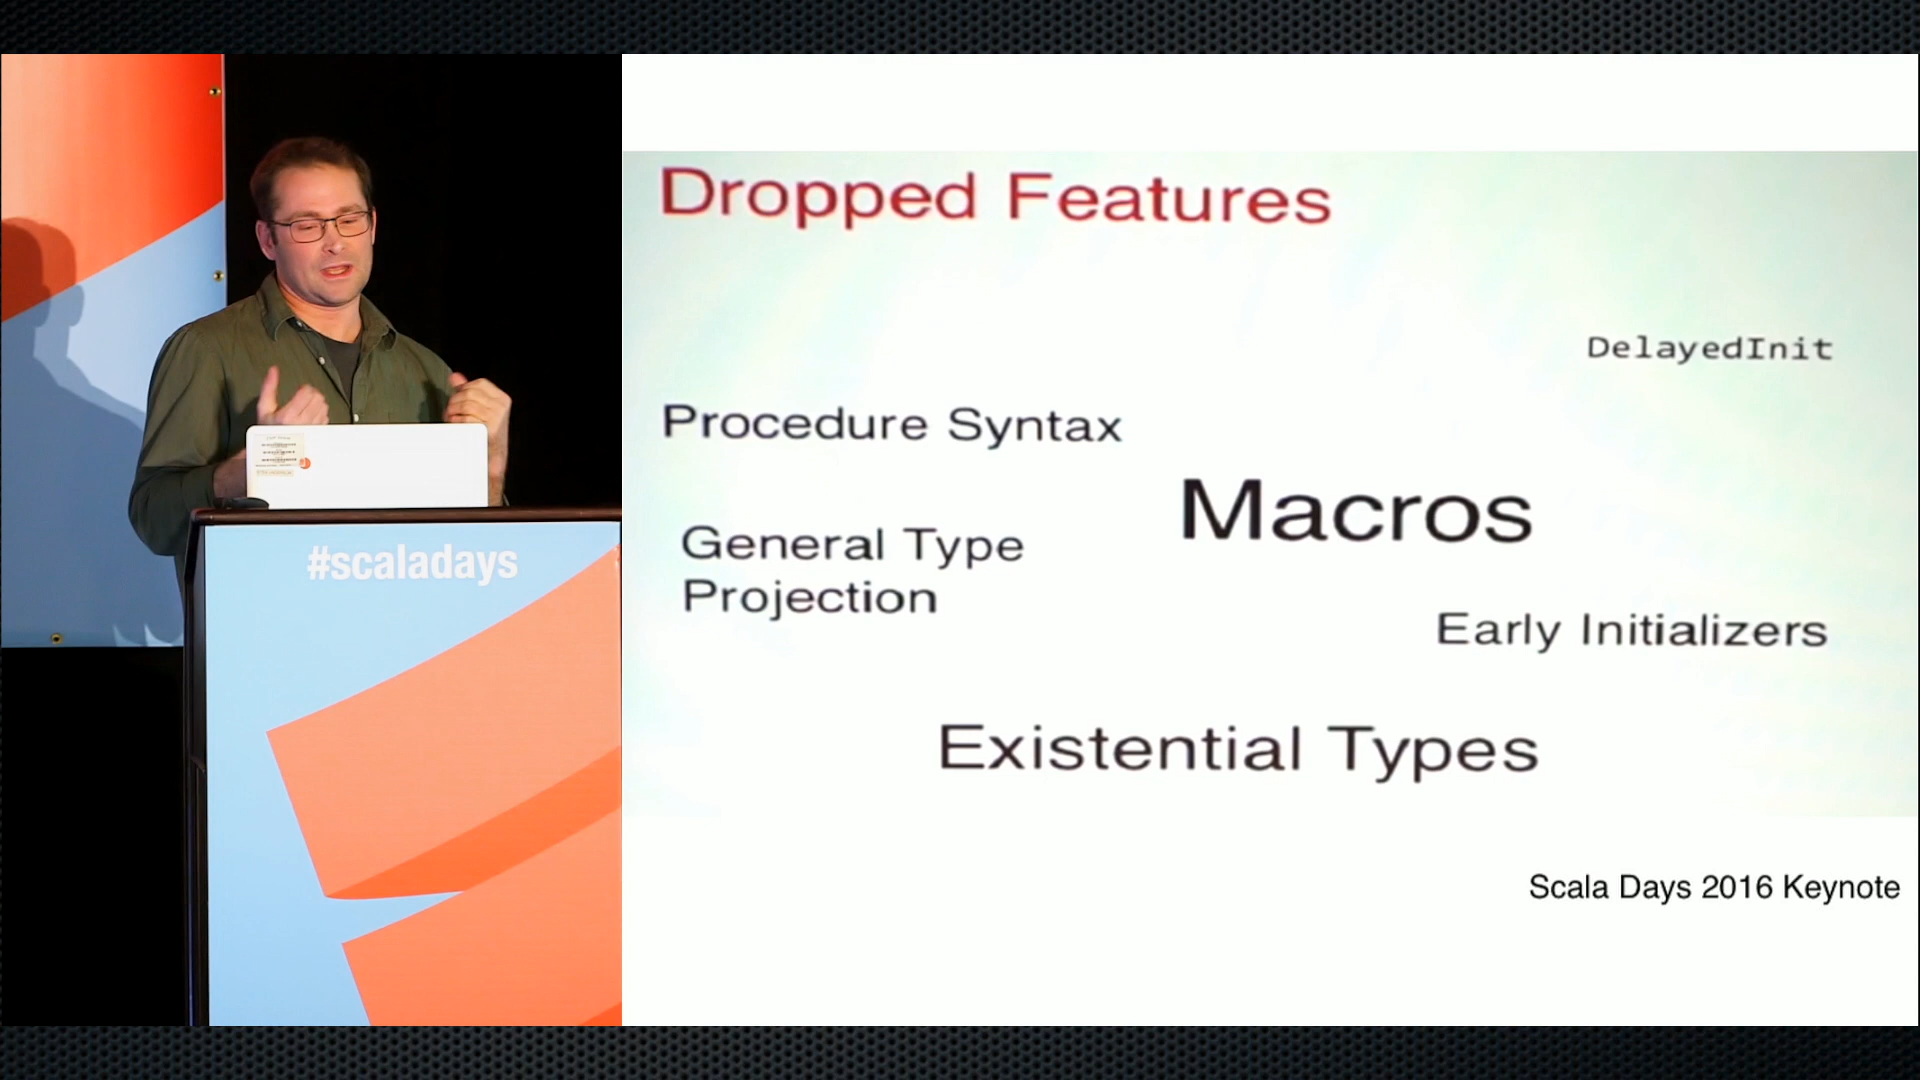 Dropped Features
DelayedInit
Procedure Syntax
Macros
General Type
Projection
Early Initializers
Existential Types
Scala Days 2016 Keynote
#scaladays